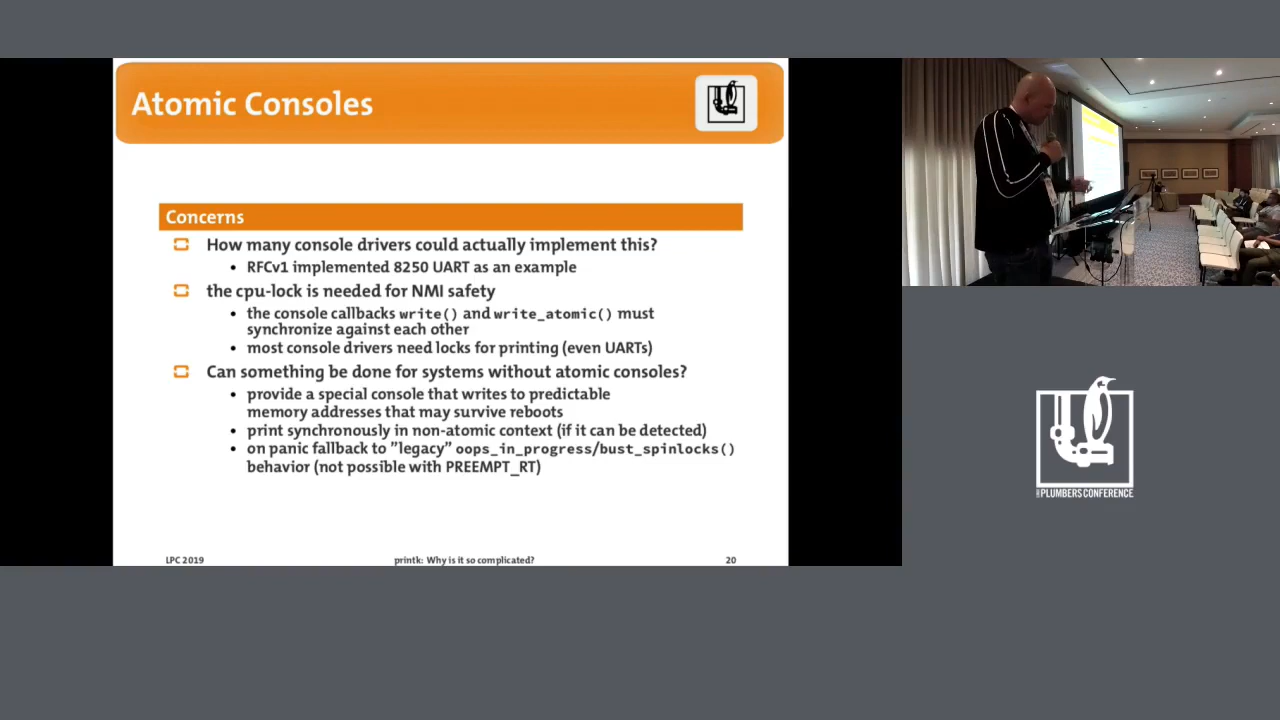 Atomic Consoles
Concerns
How many console drivers could actually implement this?
• RFCv1 implemented 8250 UART as an example
the cpu-lock is needed for NMI safety
• the console callbacks write() and write_atomic() must
synchronize against each other
• most console drivers need locks for printing (even UARTs)
Can something be done for systems without atomic consoles?
• provide a special console that writes to predictable
memory addresses that may survive reboots
• print synchronously in non-atomic context (if it can be detected)
• on panic fallback to ”legacy” oops_in_progress/bust_spinlocks()
behavior (not possible with PREEMPT_RT)
LPC 2019 printk: Why is it so complicated? 20
PLUMBERS CONFERENCE